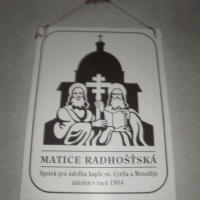 MATICE RADHOŠŤSKÁ
Spolek pro údržbu kaple sv. Cyrila a Metoděje
založen v roce 1904